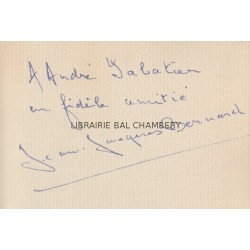 A André Sabatier
en fidèle amitié
LIBRAIRIE BAL CHAMBERY
Jean-Jacques Bernard